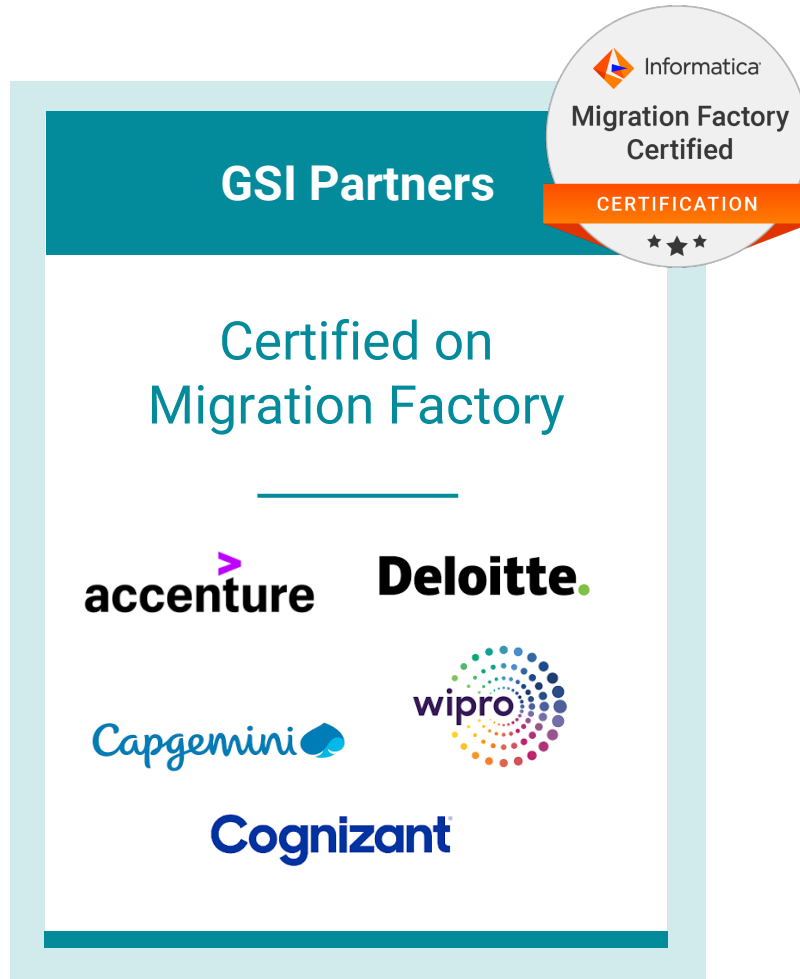 Informatica
Migration Factory
Certified
CERTIFICATION
GSI Partners
Certified on
Migration Factory
accenture
Deloitte.
wipro
Capgemini
Cognizant